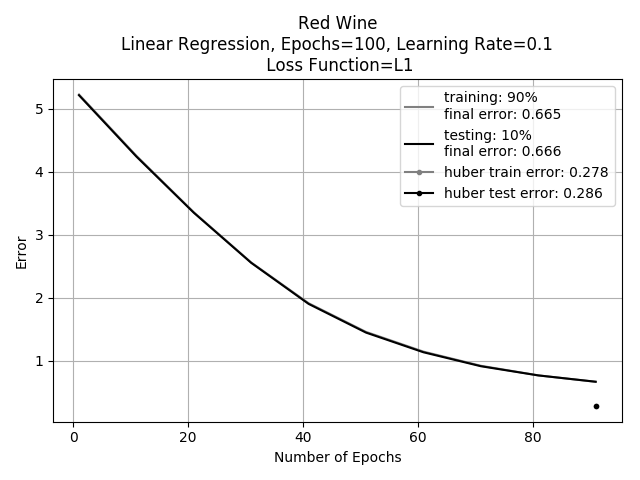 Red Wine
Linear Regression, Epochs=100, Learning Rate=0.1
Loss Function=L1
training: 90%
final error: 0.665
testing: 10%
final error: 0.666
huber train error: 0.278
huber test error: 0.286
Error
5
4
3
2
1
0
20
40
60
80
Number of Epochs